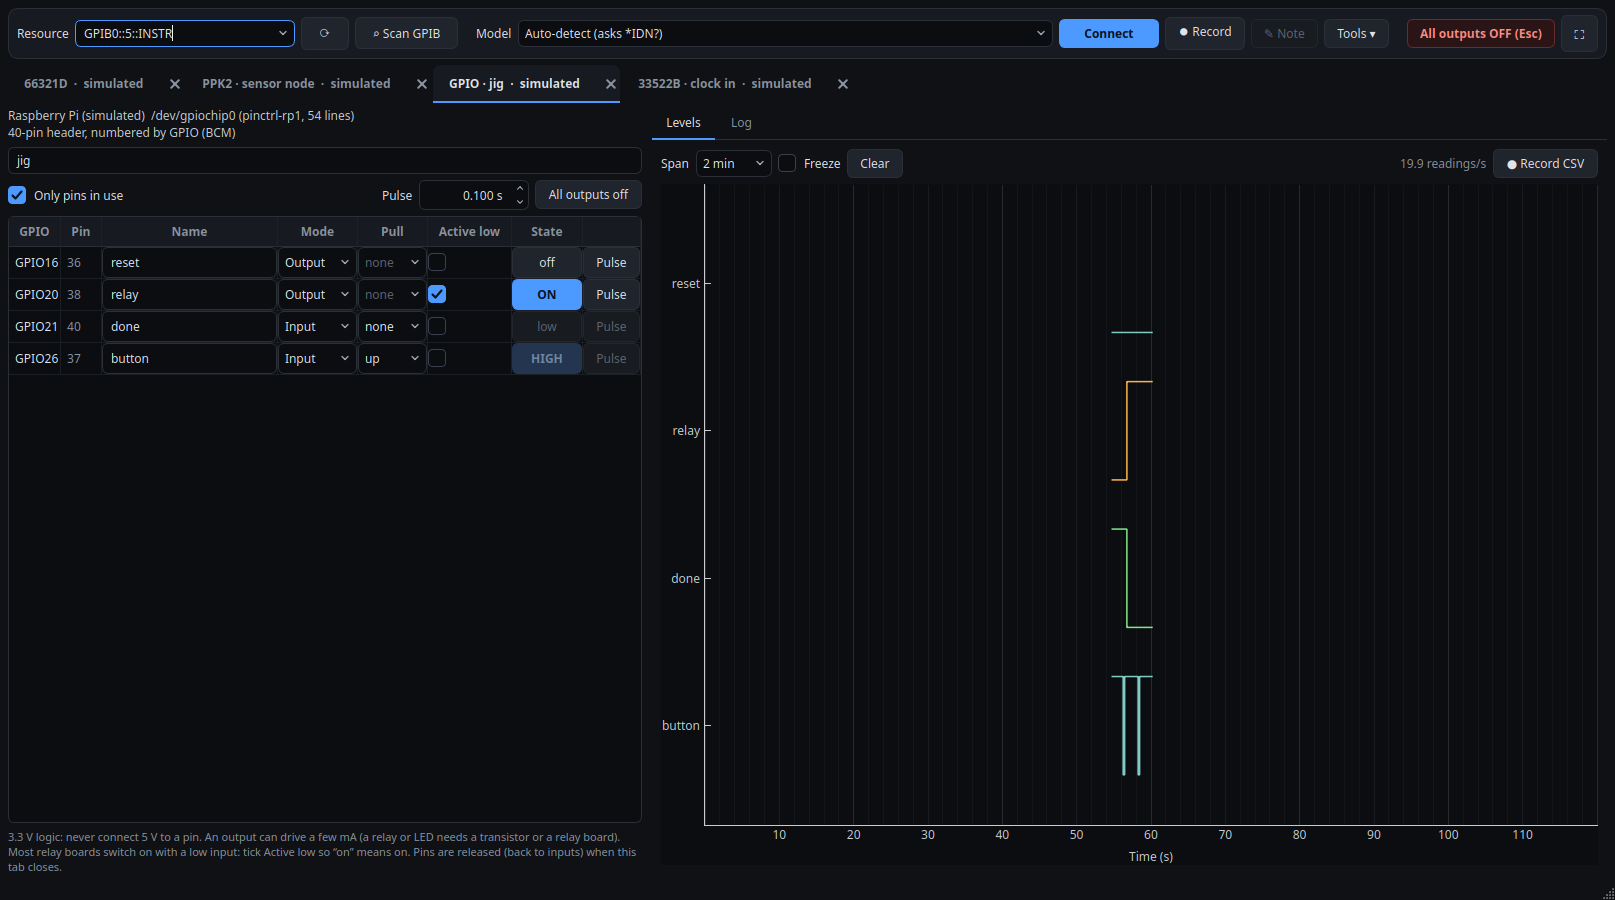 Resource GPIB0::5::INSTR ⟳ ⌕ Scan GPIB Model Auto-detect (asks *IDN?) Connect ● Record ✎ Note Tools ▾ All outputs OFF (Esc)
66321D · simulated ✕ PPK2 · sensor node · simulated ✕ GPIO · jig · simulated ✕ 33522B · clock in · simulated ✕
Raspberry Pi (simulated) /dev/gpiochip0 (pinctrl-rp1, 54 lines)
40-pin header, numbered by GPIO (BCM)
jig
Only pins in use Pulse 0.100 s All outputs off
GPIO Pin Name Mode Pull Active low State
GPIO16 36 reset Output none off Pulse
GPIO20 38 relay Output none ON Pulse
GPIO21 40 done Input none low Pulse
GPIO26 37 button Input up HIGH Pulse
3.3 V logic: never connect 5 V to a pin. An output can drive a few mA (a relay or LED needs a transistor or a relay board).
Most relay boards switch on with a low input: tick Active low so “on” means on. Pins are released (back to inputs) when this
tab closes.
Levels Log
Span 2 min Freeze Clear 19.9 readings/s ● Record CSV
reset
relay
done
button
10 20 30 40 50 60 70 80 90 100 110
Time (s)